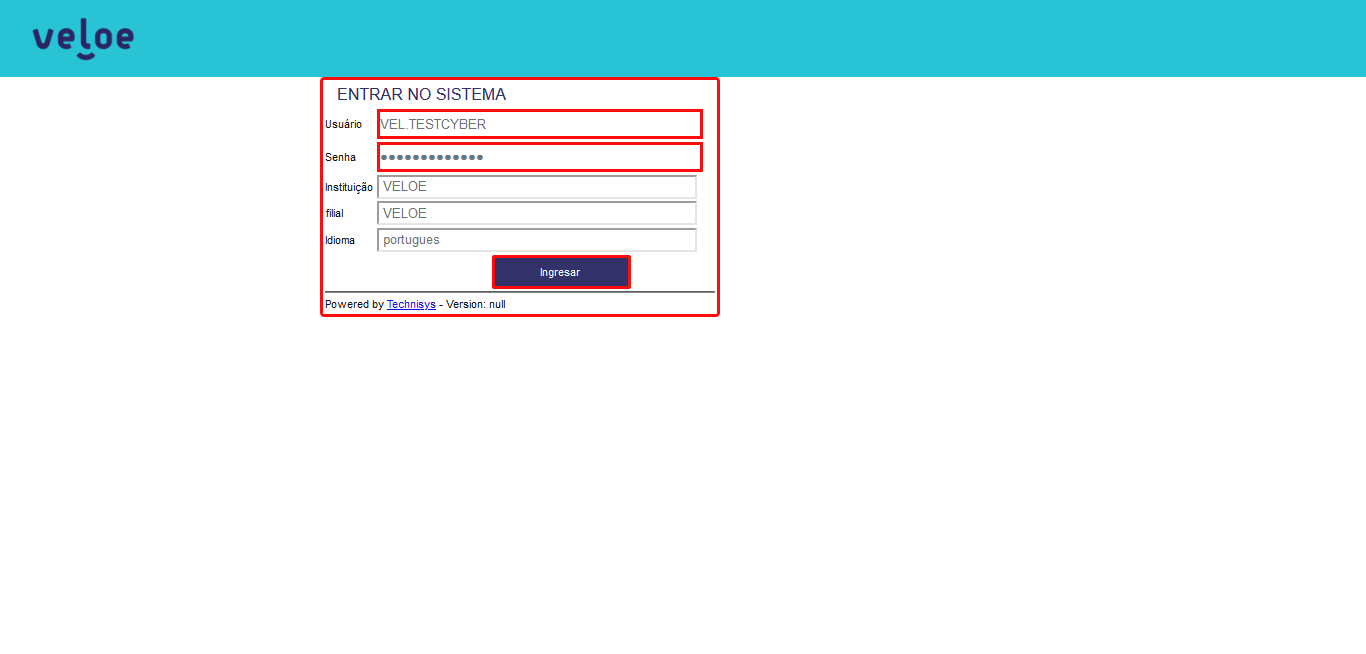 veloe
ENTRAR NO SISTEMA
Usuário VEL.TESTCYBER
Senha •••••••••••••
Instituição VELOE
filial VELOE
Idioma portugues
Ingresar
Powered by Technisys - Version: null